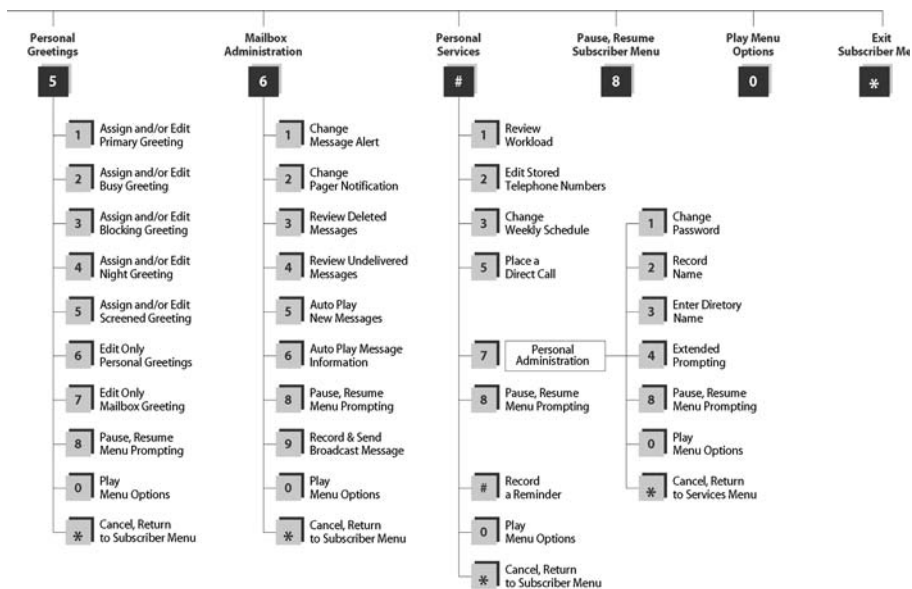 Personal
Greetings
5
1 Assign and/or Edit
Primary Greeting
2 Assign and/or Edit
Busy Greeting
3 Assign and/or Edit
Blocking Greeting
4 Assign and/or Edit
Night Greeting
5 Assign and/or Edit
Screened Greeting
6 Edit Only
Personal Greetings
7 Edit Only
Mailbox Greeting
8 Pause, Resume
Menu Prompting
0 Play
Menu Options
* Cancel, Return
to Subscriber Menu
Mailbox
Administration
6
1 Change
Message Alert
2 Change
Pager Notification
3 Review Deleted
Messages
4 Review Undelivered
Messages
5 Auto Play
New Messages
6 Auto Play Message
Information
8 Pause, Resume
Menu Prompting
9 Record & Send
Broadcast Message
0 Play
Menu Options
* Cancel, Return
to Subscriber Menu
Personal
Services
#
1 Review
Workload
2 Edit Stored
Telephone Numbers
3 Change
Weekly Schedule
5 Place a
Direct Call
7 Personal
Administration
8 Pause, Resume
Menu Prompting
# Record
a Reminder
0 Play
Menu Options
* Cancel, Return
to Subscriber Menu
1 Change
Password
2 Record
Name
3 Enter Diretory
Name
4 Extended
Prompting
8 Pause, Resume
Menu Prompting
0 Play
Menu Options
* Cancel, Return
to Services Menu
Pause, Resume
Subscriber Menu
8
Play Menu
Options
0
Exit
Subscriber Me
*